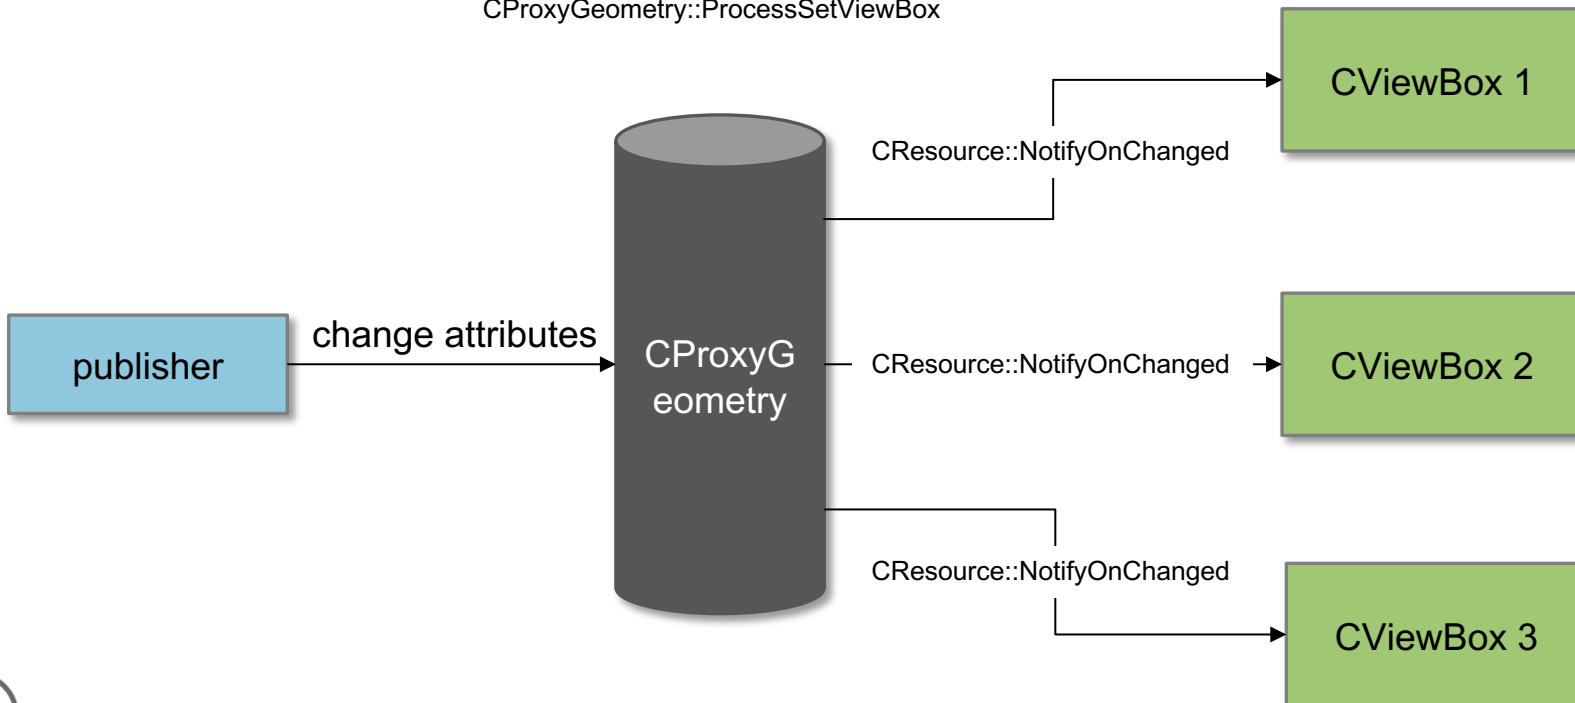 CProxyGeometry::ProcessSetViewBox
CViewBox 1
CResource::NotifyOnChanged
change attributes
publisher
CProxyG
eometry
CResource::NotifyOnChanged
CViewBox 2
CResource::NotifyOnChanged
CViewBox 3